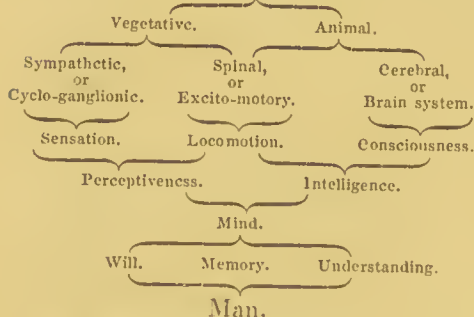 Vegetative. Animal.
Sympathetic, Spinal, Cerebral,
or or or
Cyclo-ganglionic. Excito-motory. Brain system.
Sensation. Locomotion. Consciousness.
Perceptiveness. Intelligence.
Mind.
Will. Memory. Understanding.
Man.